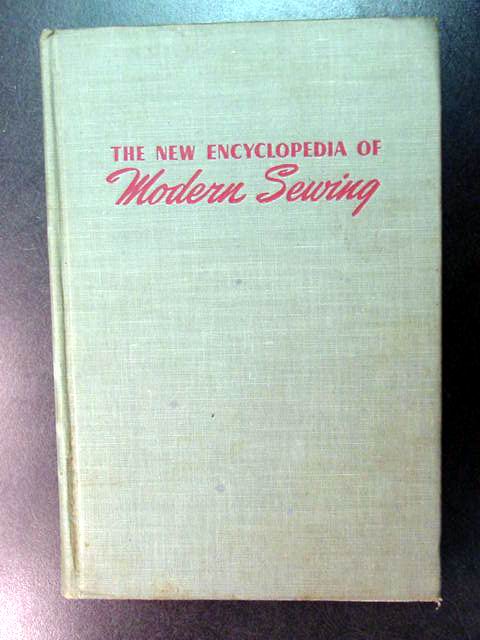 THE NEW ENCYCLOPEDIA OF
Modern Sewing